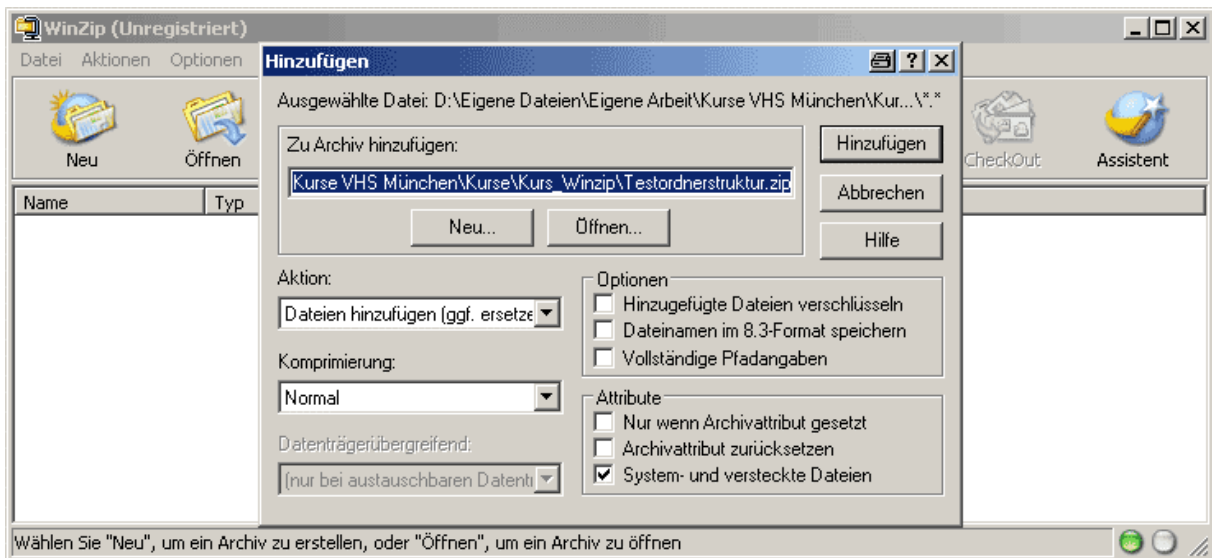 WinZip (Unregistriert)
Datei Aktionen Optionen
Neu
Öffnen
CheckOut
Assistent
Name Typ
Hinzufügen
Ausgewählte Datei: D:\Eigene Dateien\Eigene Arbeit\Kurse VHS München\Kur...\*.*
Zu Archiv hinzufügen:
Kurse VHS München\Kurse\Kurs_Winzip\Testordnerstruktur.zip
Neu...
Öffnen...
Hinzufügen
Abbrechen
Hilfe
Aktion:
Dateien hinzufügen (ggf. ersetze
Komprimierung:
Normal
Datenträgerübergreifend:
(nur bei austauschbaren Datent
Optionen
Hinzugefügte Dateien verschlüsseln
Dateinamen im 8.3-Format speichern
Vollständige Pfadangaben
Attribute
Nur wenn Archivattribut gesetzt
Archivattribut zurücksetzen
System- und versteckte Dateien
Wählen Sie "Neu", um ein Archiv zu erstellen, oder "Öffnen", um ein Archiv zu öffnen